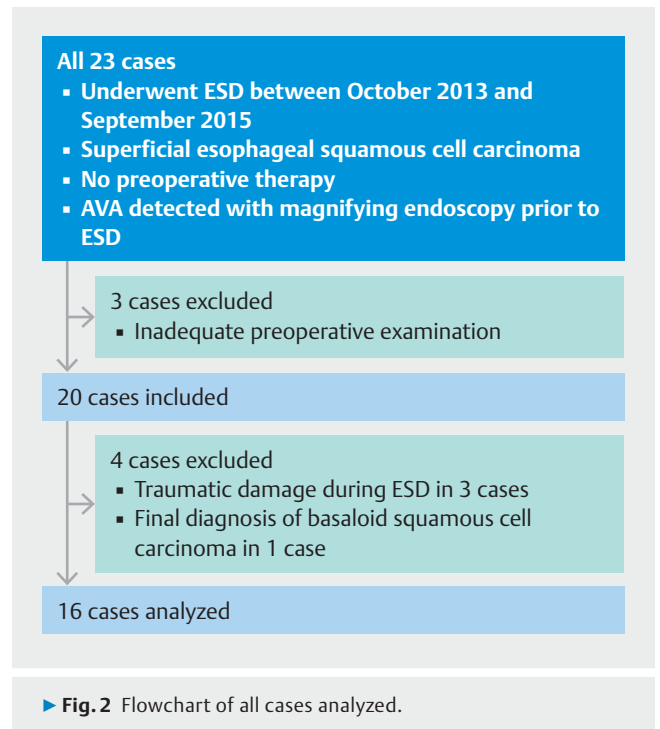 All 23 cases
▪ Underwent ESD between October 2013 and
September 2015
▪ Superficial esophageal squamous cell carcinoma
▪ No preoperative therapy
▪ AVA detected with magnifying endoscopy prior to
ESD
3 cases excluded
▪ Inadequate preoperative examination
20 cases included
4 cases excluded
▪ Traumatic damage during ESD in 3 cases
▪ Final diagnosis of basaloid squamous cell
carcinoma in 1 case
16 cases analyzed
▶ Fig. 2 Flowchart of all cases analyzed.